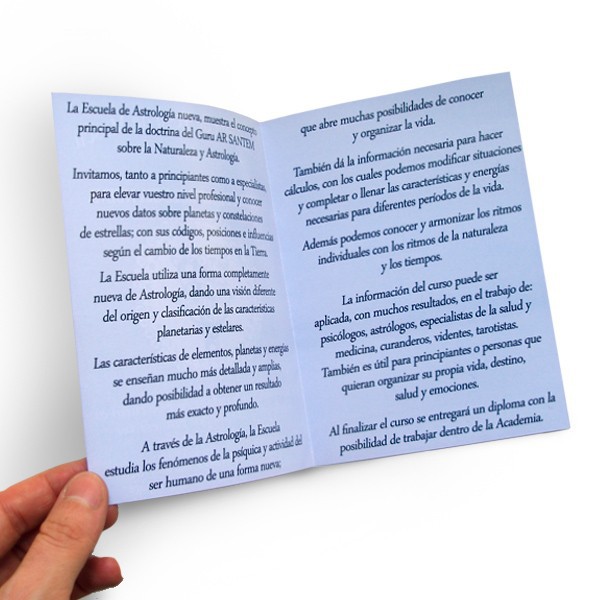 La Escuela de Astrología nueva, muestra el concepto
principal de la doctrina del Guru AR SANTEM
sobre la Naturaleza y Astrología.
Invitamos, tanto a principiantes como a especialistas,
para elevar vuestro nivel profesional y conocer
nuevos datos sobre planetas y constelaciones
de estrellas; con sus códigos, posiciones e influencias
según el cambio de los tiempos en la Tierra.
La Escuela utiliza una forma completamente
nueva de Astrología, dando una visión diferente
del origen y clasificación de las características
planetarias y estelares.
Las características de elementos, planetas y energías
se enseñan mucho más detallada y amplias,
dando posibilidad a obtener un resultado
más exacto y profundo.
A través de la Astrología, la Escuela
estudia los fenómenos de la psíquica y actividad del
ser humano de una forma nueva;
que abre muchas posibilidades de conocer
y organizar la vida.
También dá la información necesaria para hacer
cálculos, con los cuales podemos modificar situaciones
y completar o llenar las características y energías
necesarias para diferentes períodos de la vida.
Además podemos conocer y armonizar los ritmos
individuales con los ritmos de la naturaleza
y los tiempos.
La información del curso puede ser
aplicada, con muchos resultados, en el trabajo de:
psicólogos, astrólogos, especialistas de la salud y
medicina, curanderos, videntes, tarotistas.
También es útil para principiantes o personas que
quieran organizar su propia vida, destino,
salud y emociones.
Al finalizar el curso se entregará un diploma con la
posibilidad de trabajar dentro de la Academia.